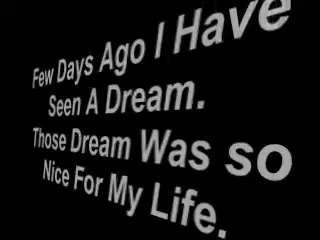 Few Days Ago I Have
Seen A Dream.
Those Dream Was so
Nice For My Life.